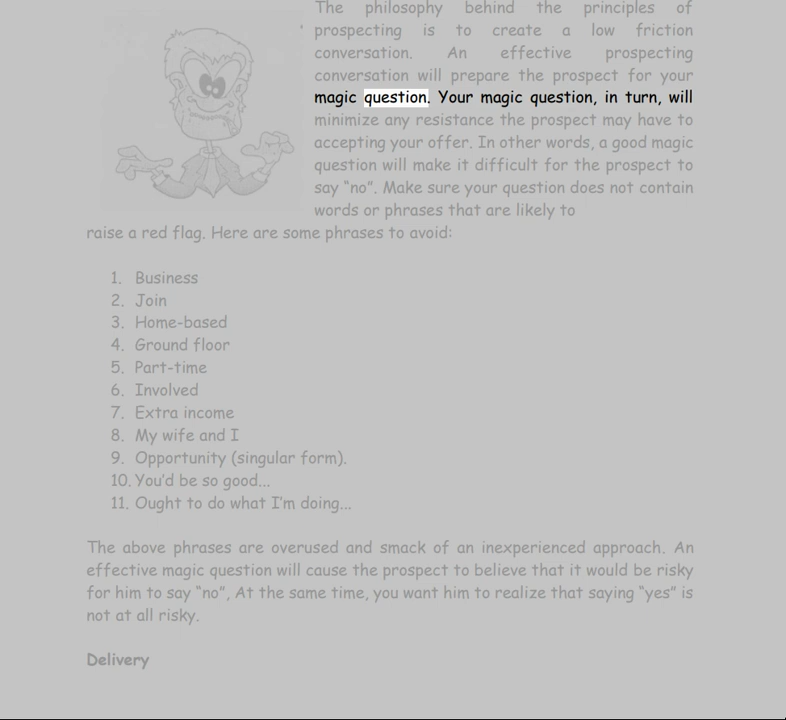 The philosophy behind the principles of
prospecting is to create a low friction
conversation. An effective prospecting
conversation will prepare the prospect for your
magic question. Your magic question, in turn, will
minimize any resistance the prospect may have to
accepting your offer. In other words, a good magic
question will make it difficult for the prospect to
say “no”. Make sure your question does not contain
words or phrases that are likely to
raise a red flag. Here are some phrases to avoid:
1. Business
2. Join
3. Home-based
4. Ground floor
5. Part-time
6. Involved
7. Extra income
8. My wife and I
9. Opportunity (singular form).
10. You’d be so good...
11. Ought to do what I’m doing...
The above phrases are overused and smack of an inexperienced approach. An
effective magic question will cause the prospect to believe that it would be risky
for him to say “no”, At the same time, you want him to realize that saying “yes” is
not at all risky.
Delivery